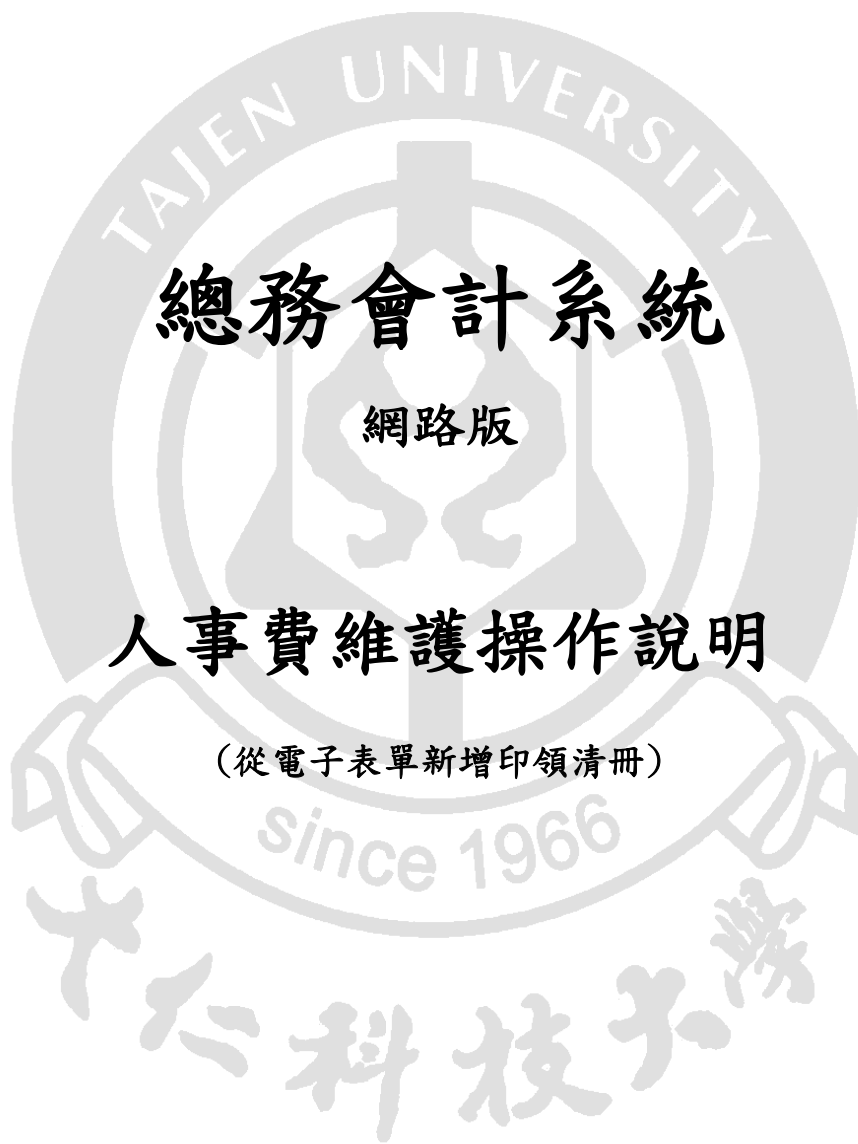 TAJEN UNIVERSITY
總務會計系統
網路版
人事費維護操作說明
(從電子表單新增印領清冊)
since 1966
大仁科技大學